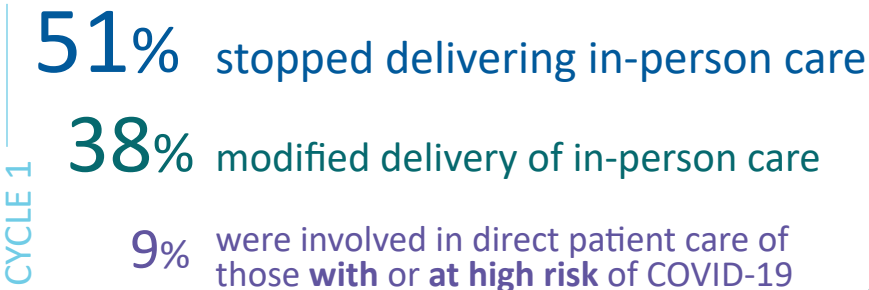 CYCLE 1
51% stopped delivering in-person care
38% modified delivery of in-person care
9% were involved in direct patient care of
those with or at high risk of COVID-19